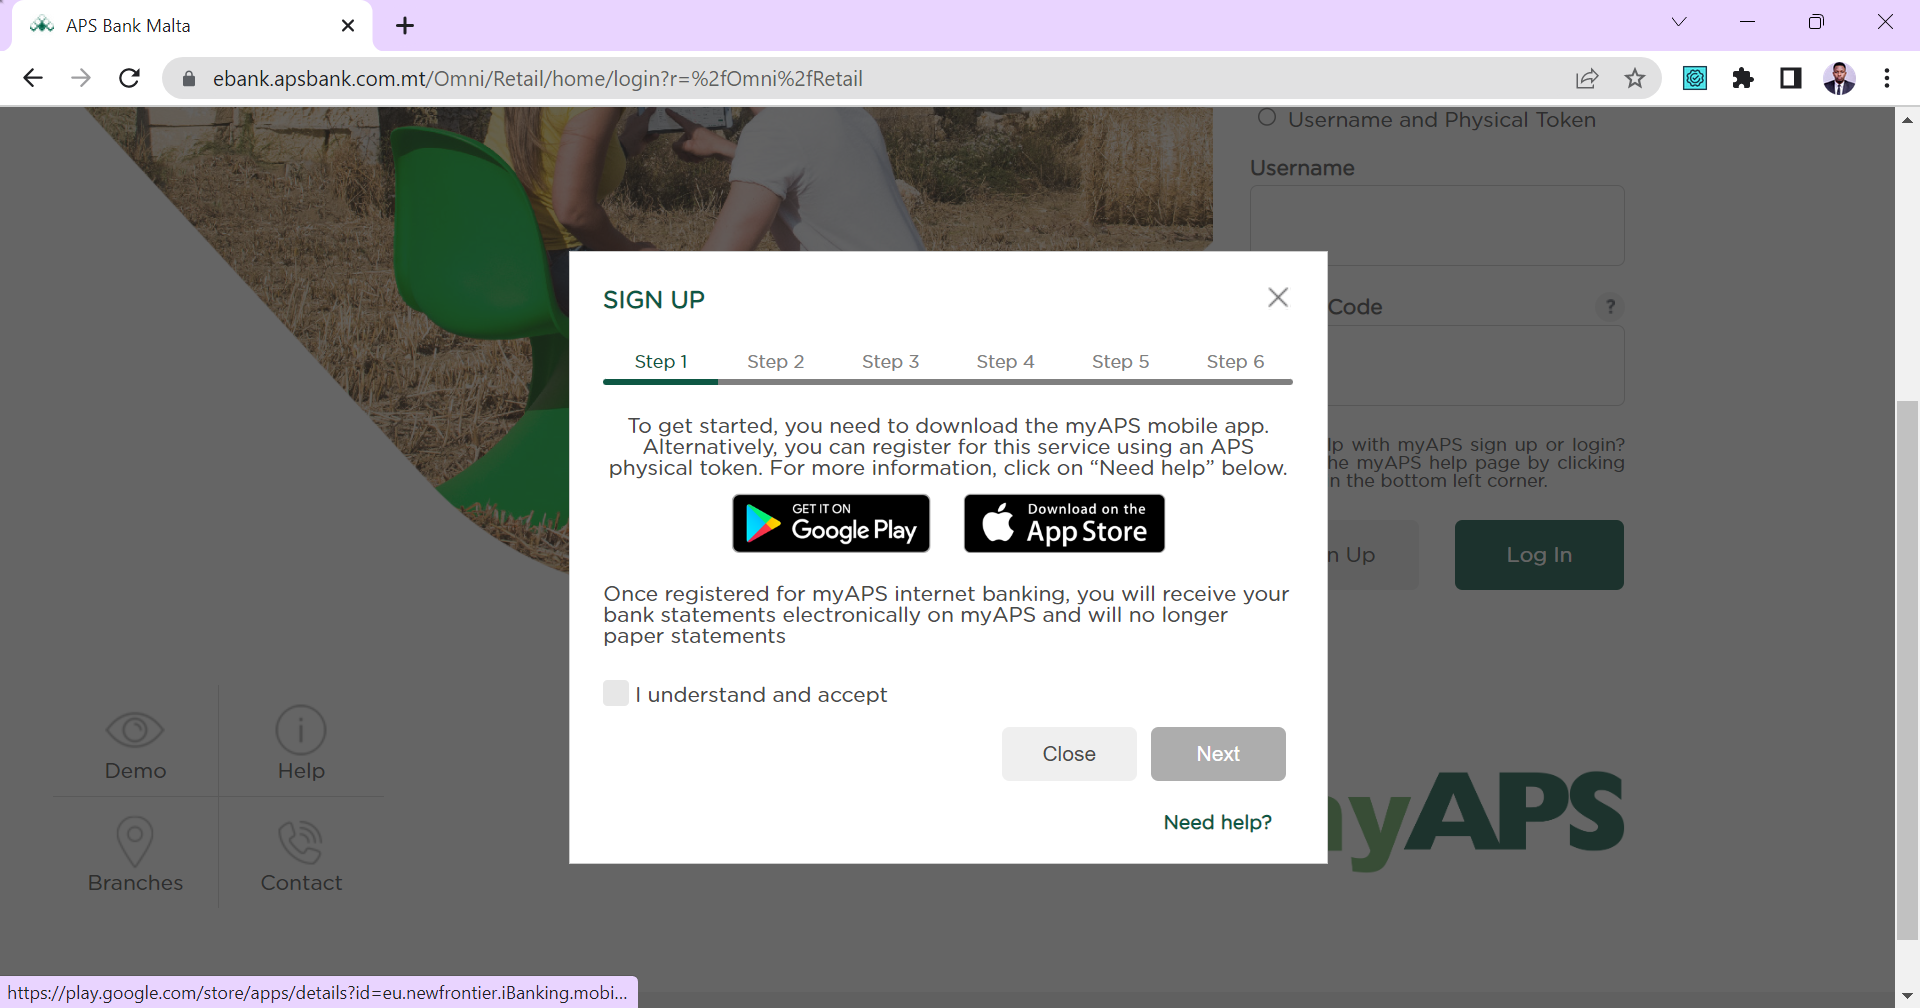 APS Bank Malta
ebank.apsbank.com.mt/Omni/Retail/home/login?r=%2fOmni%2fRetail
Username and Physical Token
Username
Code
?
lp with myAPS sign up or login?
he myAPS help page by clicking
n the bottom left corner.
n Up
Log In
SIGN UP
Step 1
Step 2
Step 3
Step 4
Step 5
Step 6
To get started, you need to download the myAPS mobile app.
Alternatively, you can register for this service using an APS
physical token. For more information, click on “Need help” below.
GET IT ON
Google Play
Download on the
App Store
Once registered for myAPS internet banking, you will receive your
bank statements electronically on myAPS and will no longer
paper statements
I understand and accept
Close
Next
Need help?
Demo
Help
Branches
Contact
yAPS
https://play.google.com/store/apps/details?id=eu.newfrontier.iBanking.mobi...